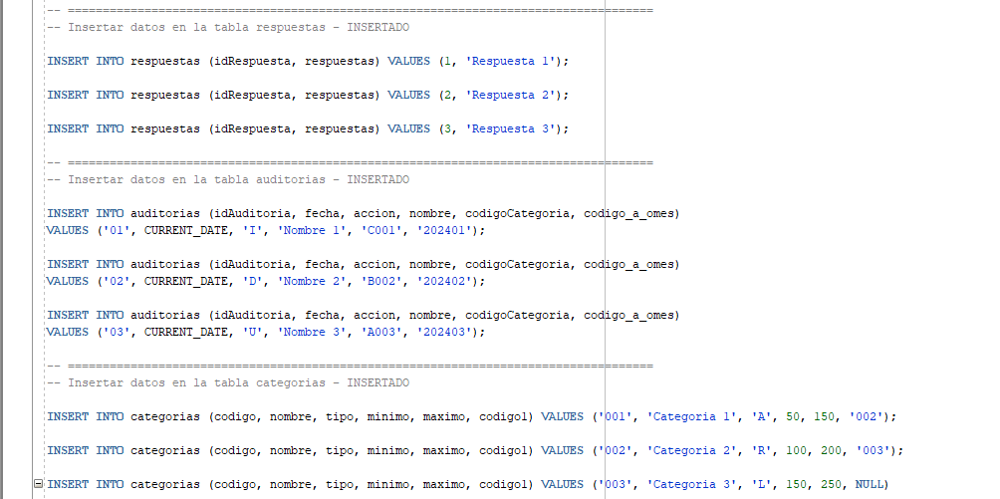 -- ====================================================================================
-- Insertar datos en la tabla respuestas - INSERTADO
INSERT INTO respuestas (idRespuesta, respuestas) VALUES (1, 'Respuesta 1');
INSERT INTO respuestas (idRespuesta, respuestas) VALUES (2, 'Respuesta 2');
INSERT INTO respuestas (idRespuesta, respuestas) VALUES (3, 'Respuesta 3');
-- ====================================================================================
-- Insertar datos en la tabla auditorias - INSERTADO
INSERT INTO auditorias (idAuditoria, fecha, accion, nombre, codigoCategoria, codigo_a_omes)
VALUES ('01', CURRENT_DATE, 'I', 'Nombre 1', 'C001', '202401');
INSERT INTO auditorias (idAuditoria, fecha, accion, nombre, codigoCategoria, codigo_a_omes)
VALUES ('02', CURRENT_DATE, 'D', 'Nombre 2', 'B002', '202402');
INSERT INTO auditorias (idAuditoria, fecha, accion, nombre, codigoCategoria, codigo_a_omes)
VALUES ('03', CURRENT_DATE, 'U', 'Nombre 3', 'A003', '202403');
-- ====================================================================================
-- Insertar datos en la tabla categorias - INSERTADO
INSERT INTO categorias (codigo, nombre, tipo, minimo, maximo, codigo1) VALUES ('001', 'Categoria 1', 'A', 50, 150, '002');
INSERT INTO categorias (codigo, nombre, tipo, minimo, maximo, codigo1) VALUES ('002', 'Categoria 2', 'R', 100, 200, '003');
INSERT INTO categorias (codigo, nombre, tipo, minimo, maximo, codigo1) VALUES ('003', 'Categoria 3', 'L', 150, 250, NULL)